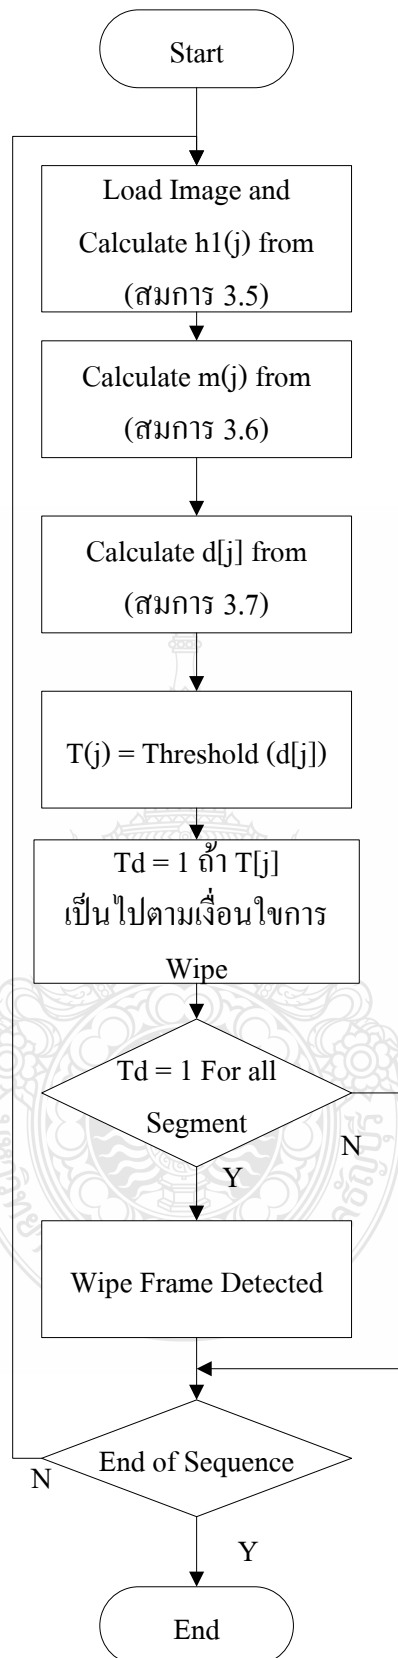 Start
Load Image and
Calculate h1(j) from
(สมการ 3.5)
Calculate m(j) from
(สมการ 3.6)
Calculate d[j] from
(สมการ 3.7)
T(j) = Threshold (d[j])
Td = 1 ถ้า T[j]
เป็นไปตามเงื่อนใขการ
Wipe
Td = 1 For all
Segment
N
Y
Wipe Frame Detected
End of Sequence
N
Y
End